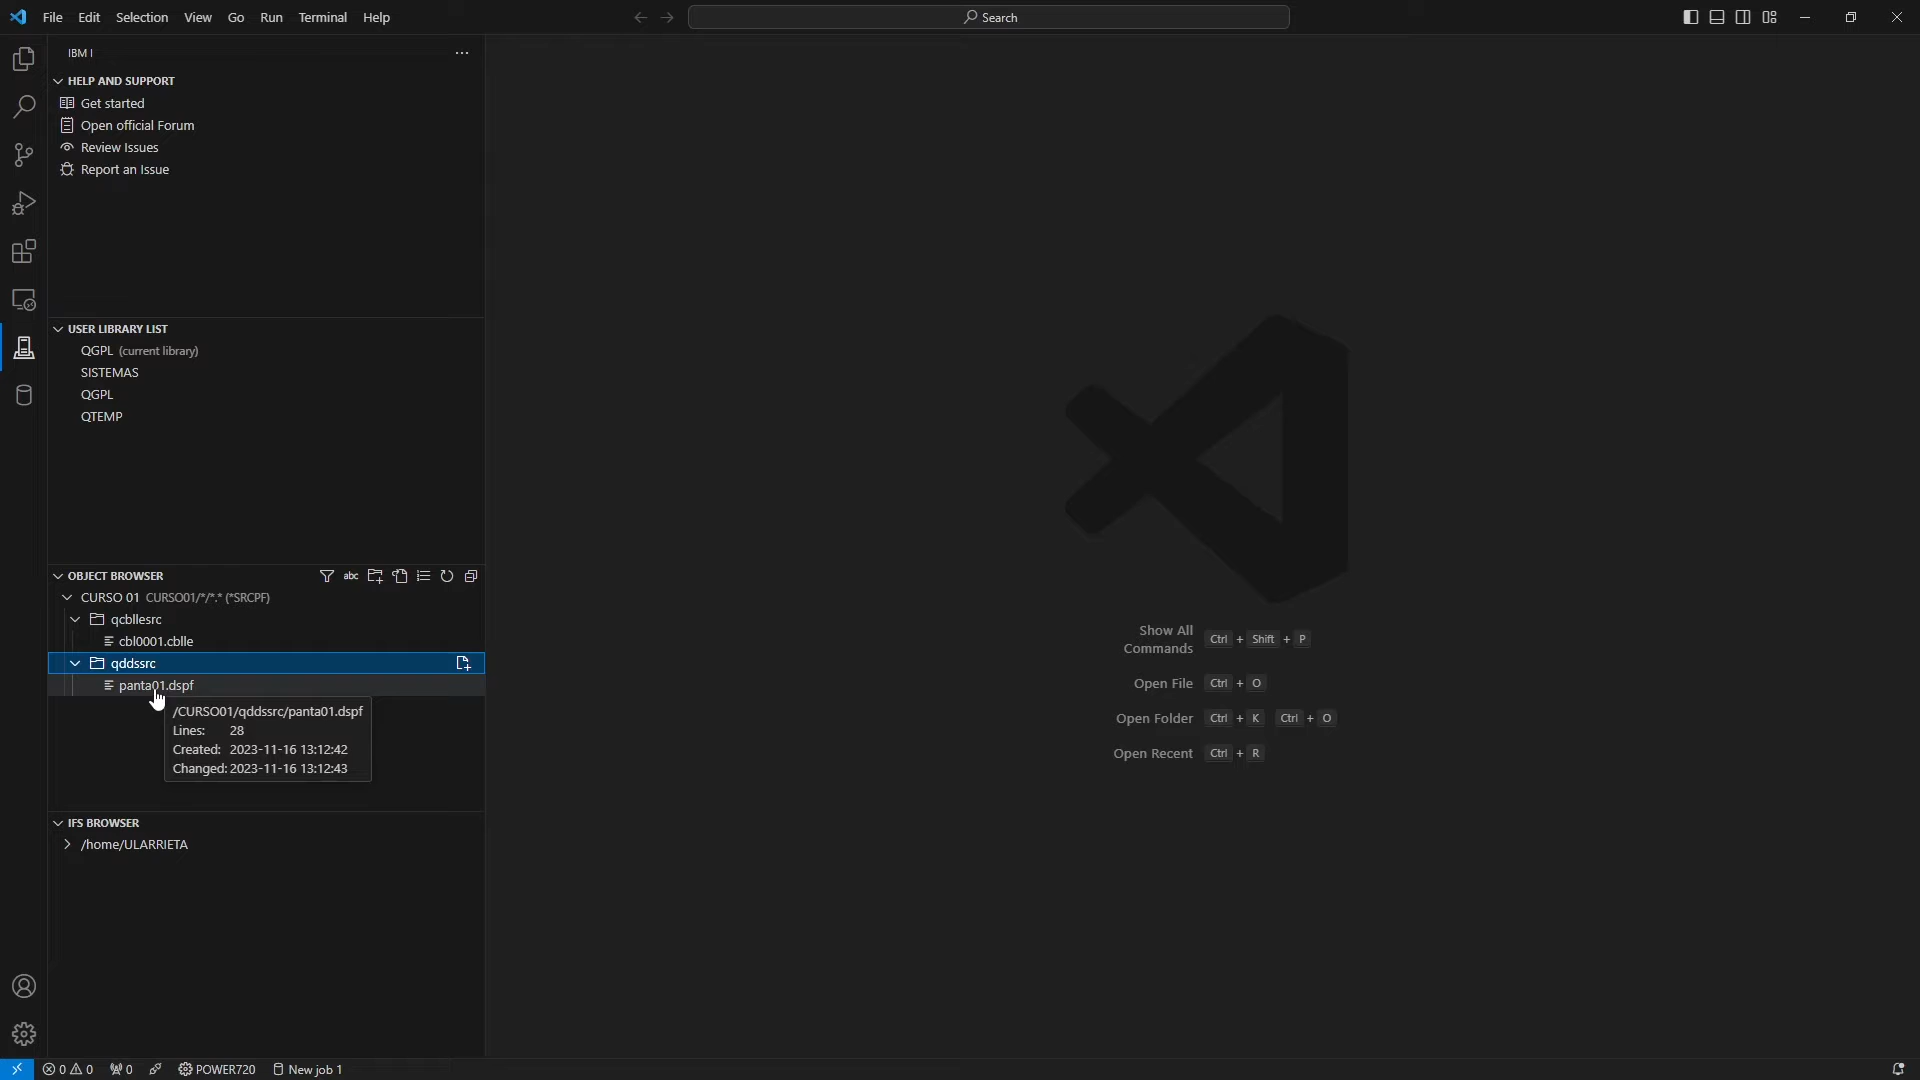 File Edit Selection View Go Run Terminal Help
Search
IBM I
HELP AND SUPPORT
Get started
Open official Forum
Review Issues
Report an Issue
USER LIBRARY LIST
QGPL (current library)
SISTEMAS
QGPL
QTEMP
OBJECT BROWSER
abc
CURSO 01 CURSO01/*/*.* (*SRCPF)
qcbllesrc
cbl0001.cblle
qddssrc
panta01.dspf
/CURSO01/qddssrc/panta01.dspf
Lines: 28
Created: 2023-11-16 13:12:42
Changed: 2023-11-16 13:12:43
IFS BROWSER
/home/ULARRIETA
Show All
Commands Ctrl + Shift + P
Open File Ctrl + O
Open Folder Ctrl + K Ctrl + O
Open Recent Ctrl + R
0 0 0 POWER720 New job 1